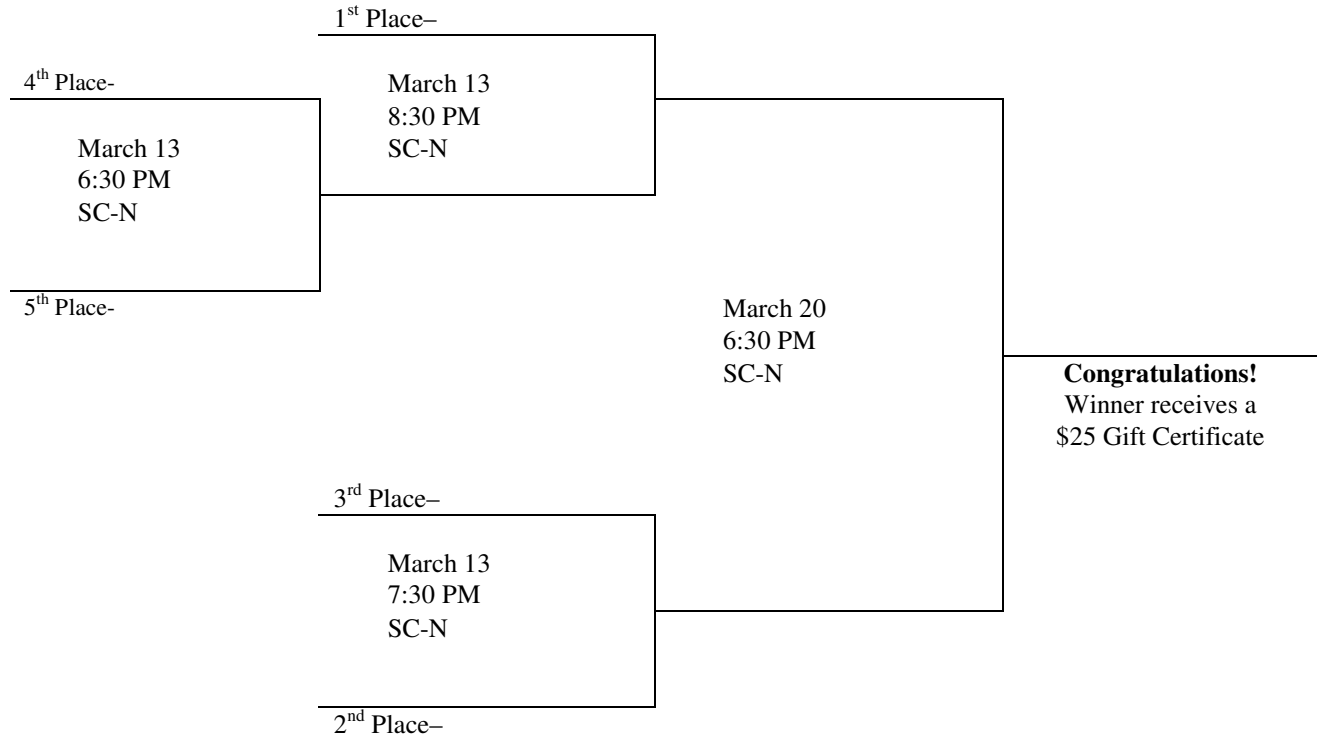 1st Place–
4th Place-
March 13
8:30 PM
SC-N
March 13
6:30 PM
SC-N
5th Place-
March 20
6:30 PM
SC-N
Congratulations!
Winner receives a
$25 Gift Certificate
3rd Place–
March 13
7:30 PM
SC-N
2nd Place–